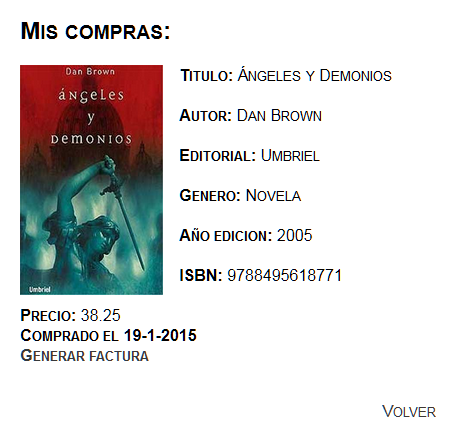 Mis compras:
Dan Brown
ángeles
y
DEMONIOS
Umbriel
Titulo: Ángeles y Demonios
Autor: Dan Brown
Editorial: Umbriel
Genero: Novela
Año edicion: 2005
ISBN: 9788495618771
Precio: 38.25
Comprado el 19-1-2015
Generar factura
Volver